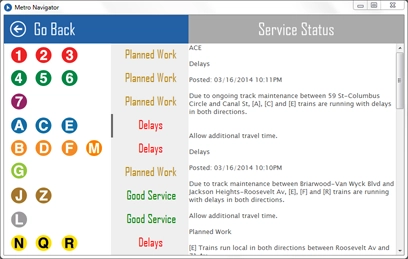 Metro Navigator
Go Back
Service Status
1 2 3 Planned Work
4 5 6 Planned Work
7 Planned Work
A C E Delays
B D F M Delays
G Planned Work
J Z Good Service
L Good Service
N Q R Delays
ACE
Delays
Posted: 03/16/2014 10:11PM
Due to ongoing track maintenance between 59 St-Columbus
Circle and Canal St, [A], [C] and [E] trains are running with delays
in both directions.
Allow additional travel time.
Delays
Posted: 03/16/2014 10:10PM
Due to track maintenance between Briarwood-Van Wyck Blvd and
Jackson Heights-Roosevelt Av, [E], [F] and [R] trains are running
with delays in both directions.
Allow additional travel time.
Planned Work
[E] Trains run local in both directions between Roosevelt Av and